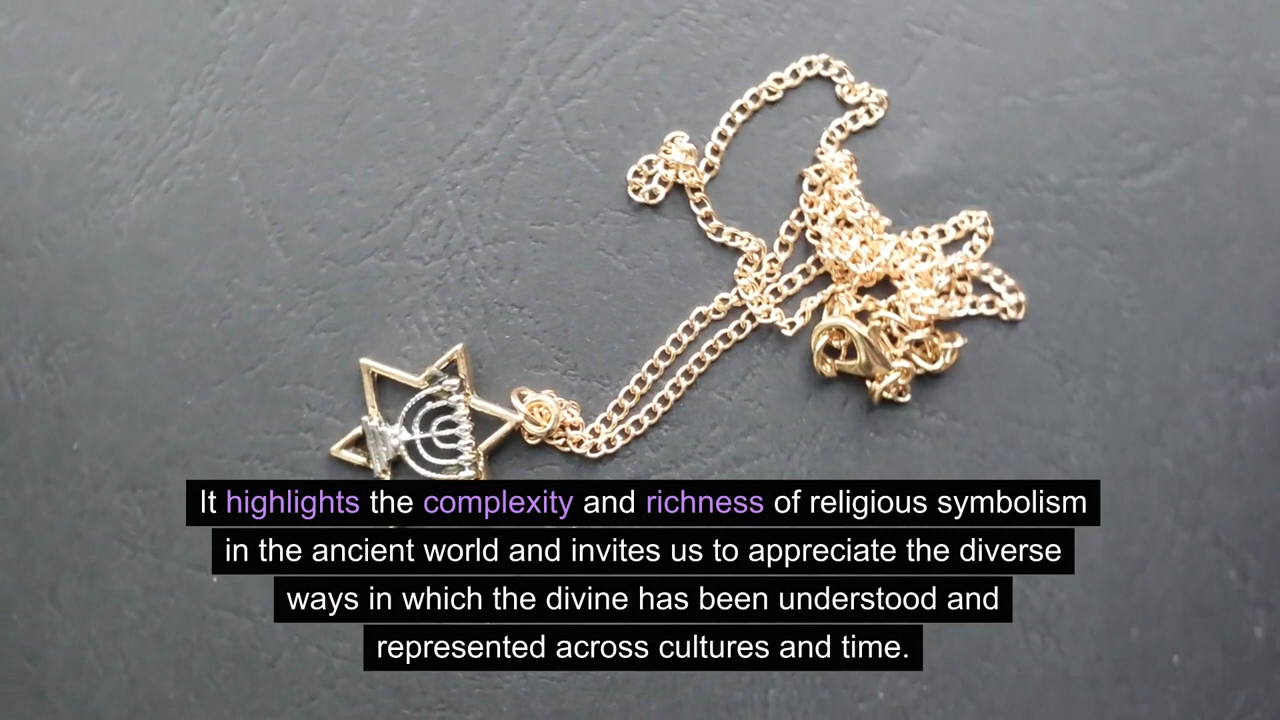 It highlights the complexity and richness of religious symbolism
in the ancient world and invites us to appreciate the diverse
ways in which the divine has been understood and
represented across cultures and time.